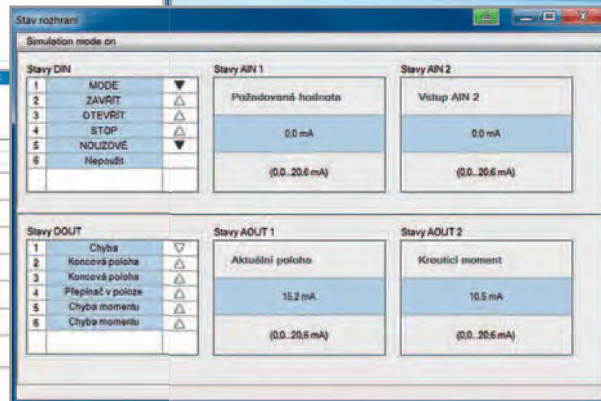 Stav rozhraní
Simulation mode on
Stavy DIN
1 MODE ▼
2 ZAVŘÍT △
3 OTEVŘÍT △
4 STOP △
5 NOUZOVÉ ▼
6 Nepoužit
Stavy AIN 1
Požadovaná hodnota
0.0 mA
(0,0...20,6 mA)
Stavy AIN 2
Vstup AIN 2
0.0 mA
(0,0...20,6 mA)
Stavy DOUT
1 Chyba ▽
2 Koncová poloha △
3 Koncová poloha △
4 Přepínač v poloze △
5 Chyba momentu △
6 Chyba momentu △
Stavy AOUT 1
Aktuální poloha
15.2 mA
(0,0...20,6 mA)
Stavy AOUT 2
Krouticí moment
10.5 mA
(0,0...20,6 mA)